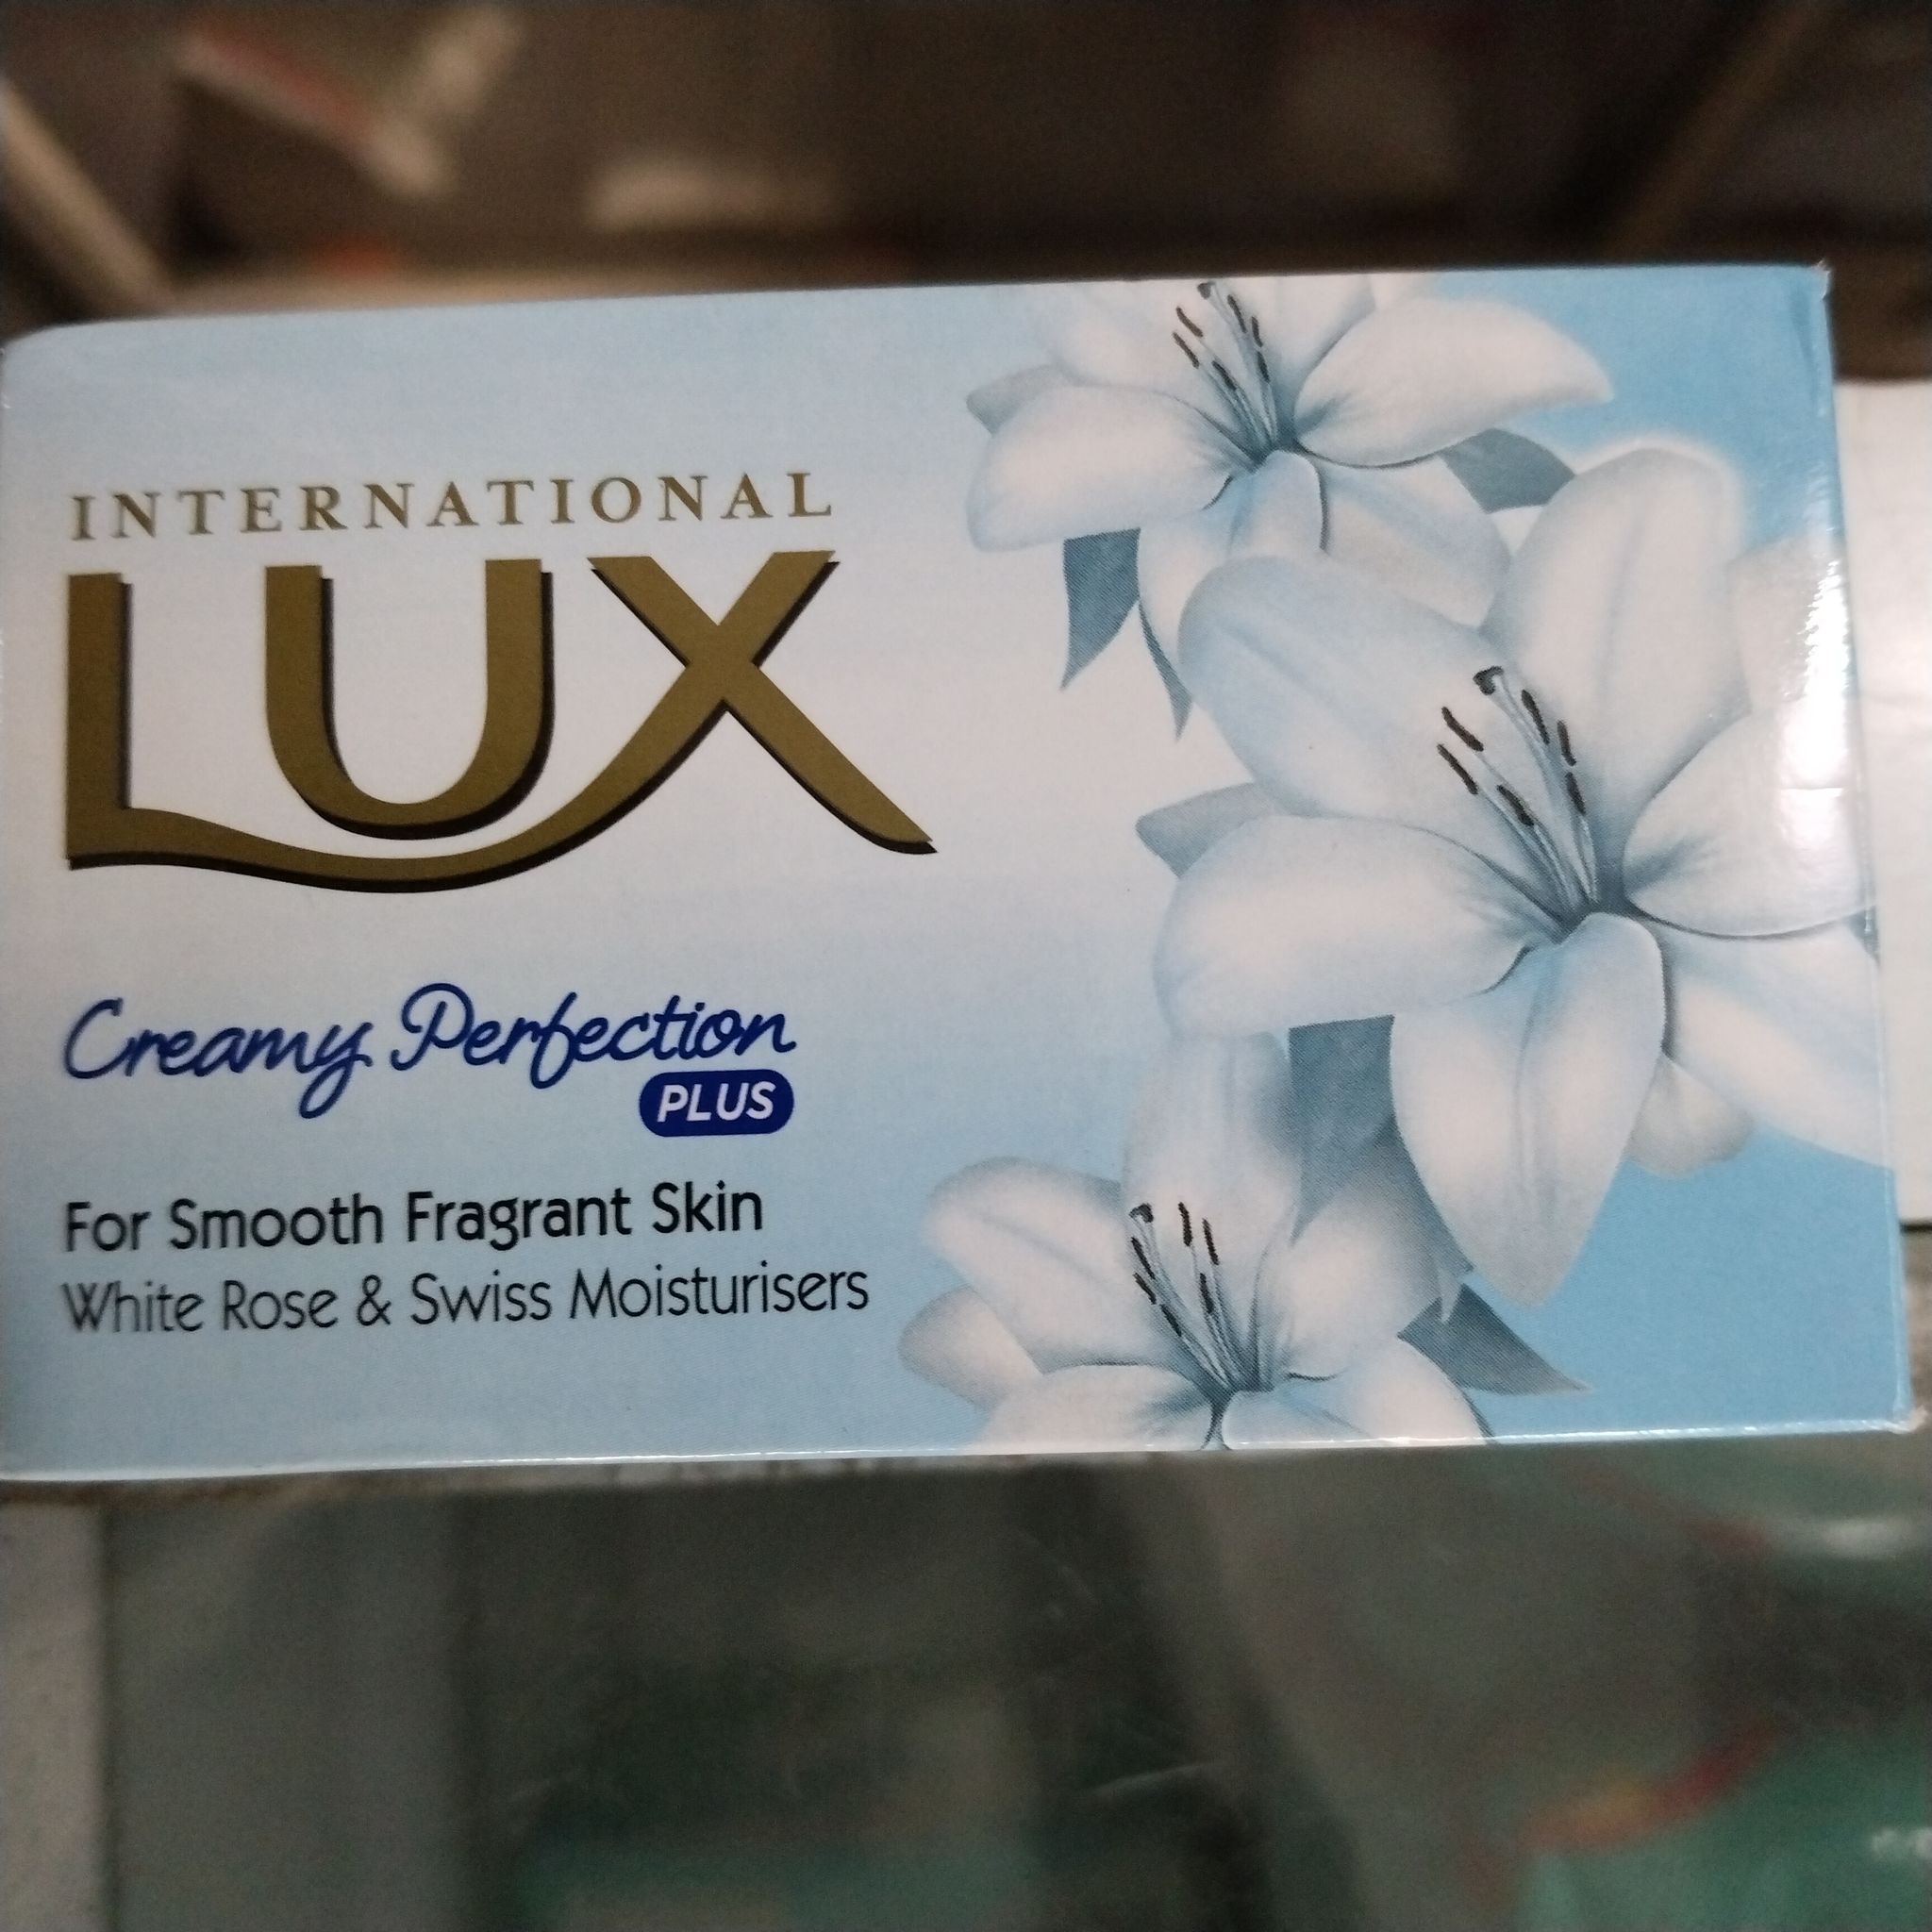 INTERNATIONAL
LUX
Creamy Perfection
PLUS
For Smooth Fragrant Skin
White Rose & Swiss Moisturisers